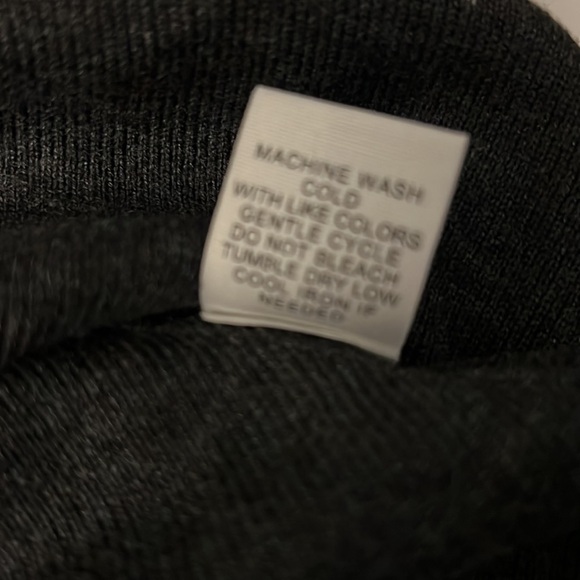 MACHINE WASH
COLD
WITH LIKE COLORS
GENTLE CYCLE
DO NOT BLEACH
TUMBLE DRY LOW
COOL IRON IF
NEEDED